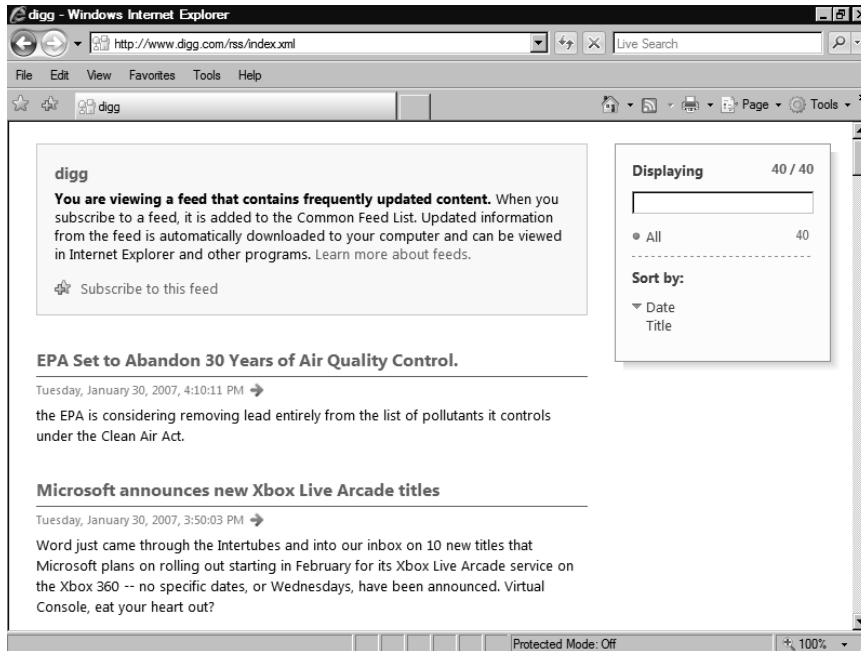 digg - Windows Internet Explorer
http://www.digg.com/rss/index.xml
Live Search
File Edit View Favorites Tools Help
digg
Page
Tools
digg
You are viewing a feed that contains frequently updated content. When you
subscribe to a feed, it is added to the Common Feed List. Updated information
from the feed is automatically downloaded to your computer and can be viewed
in Internet Explorer and other programs. Learn more about feeds.
Subscribe to this feed
Displaying 40 / 40
All 40
Sort by:
Date
Title
EPA Set to Abandon 30 Years of Air Quality Control.
Tuesday, January 30, 2007, 4:10:11 PM
the EPA is considering removing lead entirely from the list of pollutants it controls
under the Clean Air Act.
Microsoft announces new Xbox Live Arcade titles
Tuesday, January 30, 2007, 3:50:03 PM
Word just came through the Intertubes and into our inbox on 10 new titles that
Microsoft plans on rolling out starting in February for its Xbox Live Arcade service on
the Xbox 360 -- no specific dates, or Wednesdays, have been announced. Virtual
Console, eat your heart out?
Protected Mode: Off
100%